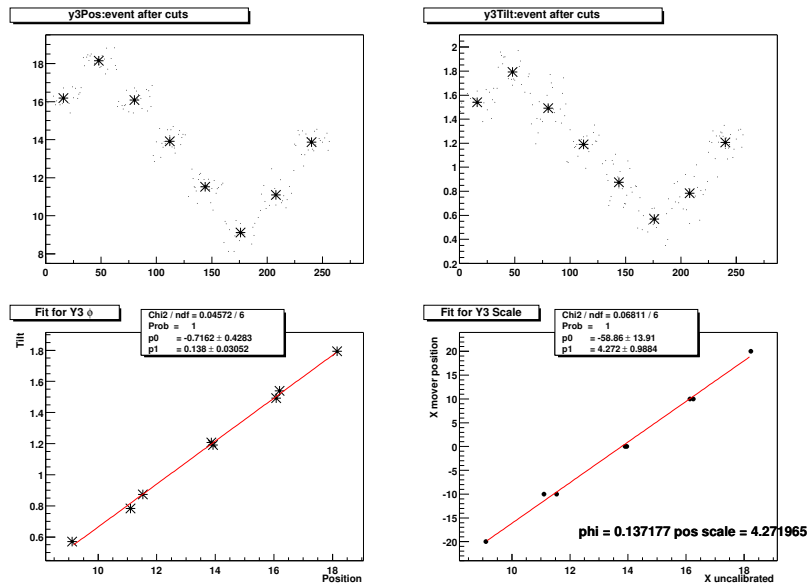 y3Pos:event after cuts
18
16
14
12
10
8
0 50 100 150 200 250
y3Tilt:event after cuts
2
1.8
1.6
1.4
1.2
1
0.8
0.6
0.4
0.2
0 50 100 150 200 250
Fit for Y3 ϕ
Chi2 / ndf = 0.04572 / 6
Prob = 1
p0 = -0.7162 ± 0.4283
p1 = 0.138 ± 0.03052
Tilt
1.8
1.6
1.4
1.2
1
0.8
0.6
10 12 14 16 18
Position
Fit for Y3 Scale
Chi2 / ndf = 0.06811 / 6
Prob = 1
p0 = -58.86 ± 13.91
p1 = 4.272 ± 0.9884
X mover position
20
15
10
5
0
-5
-10
-15
-20
phi = 0.137177 pos scale = 4.271965
10 12 14 16 18
X uncalibrated